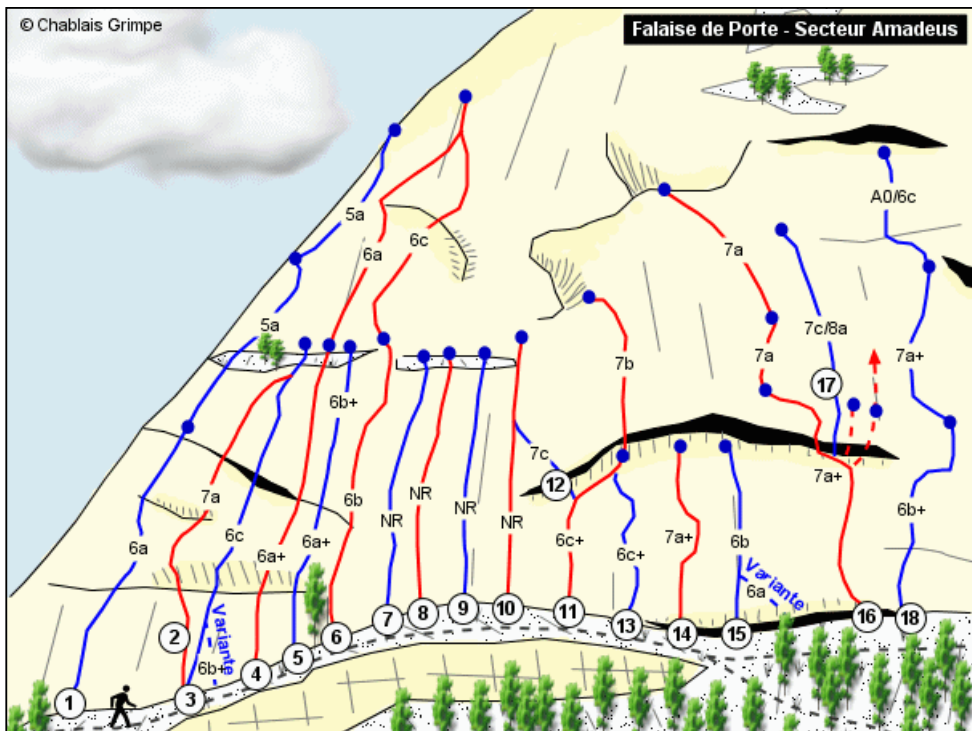 © Chablais Grimpe
Falaise de Porte - Secteur Amadeus
A0/6c
5a
6a
6c
7a
5a
7c/8a
7a+
7b
7a
17
6b+
7c
7a+
12
7a
6b
NR
NR
NR
NR
6b+
6a
6c
6a+
6a+
6c+
6c+
7a+
6b
Variante
6a
1
2
3
Variante
6b+
4
5
6
7
8
9
10
11
13
14
15
16
18